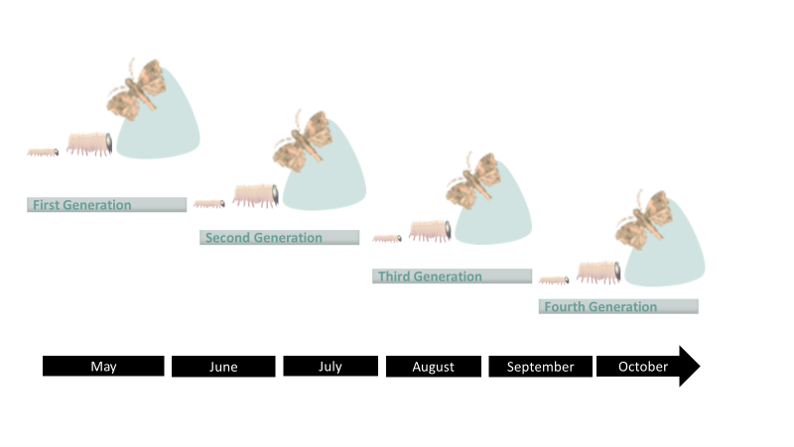 First Generation
Second Generation
Third Generation
Fourth Generation
May June July August September October